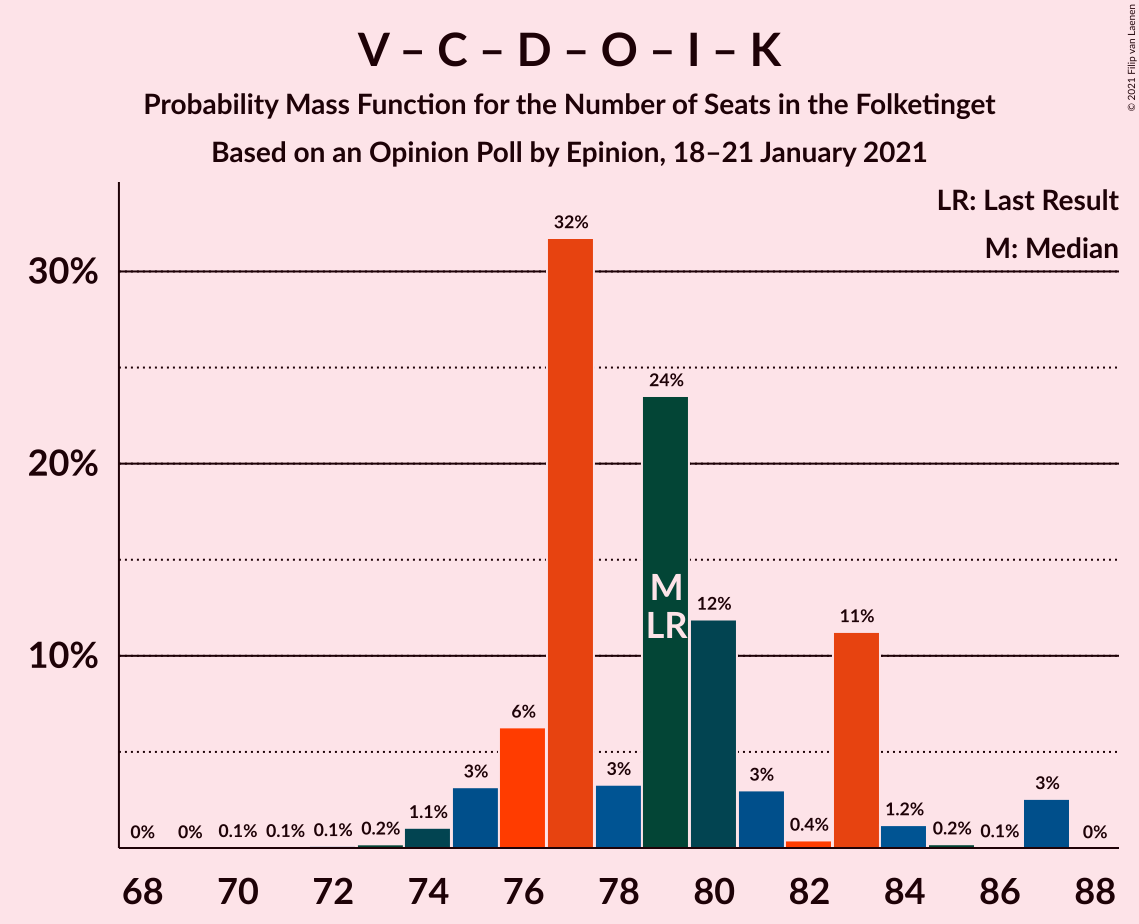 V – C – D – O – I – K
Probability Mass Function for the Number of Seats in the Folketinget
Based on an Opinion Poll by Epinion, 18–21 January 2021
© 2021 Filip van Laenen
LR: Last Result
M: Median
30%
20%
10%
0%
0%
0.1%
0.1%
0.1%
0.2%
1.1%
3%
6%
32%
3%
24%
12%
3%
0.4%
11%
1.2%
0.2%
0.1%
3%
0%
M
LR
68 70 72 74 76 78 80 82 84 86 88